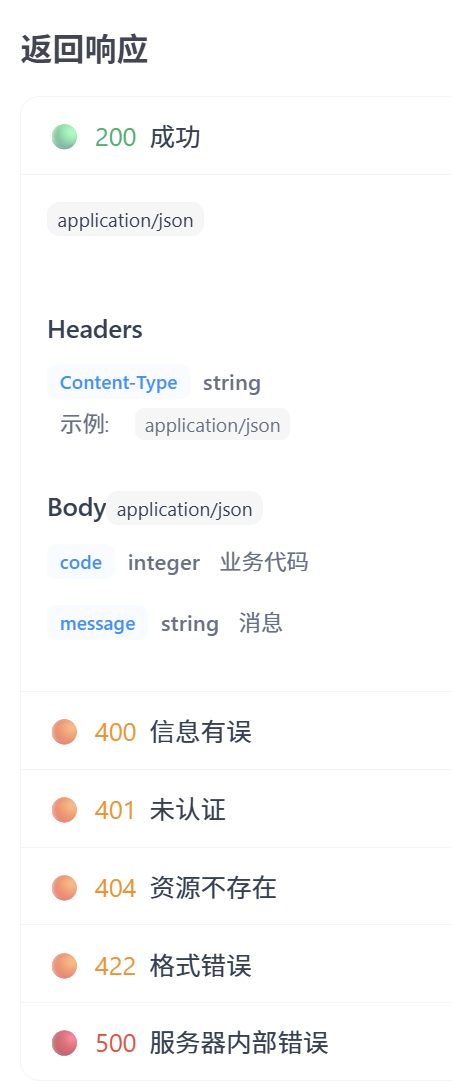 返回响应
200 成功
application/json
Headers
Content-Type string
示例: application/json
Body application/json
code integer 业务代码
message string 消息
400 信息有误
401 未认证
404 资源不存在
422 格式错误
500 服务器内部错误